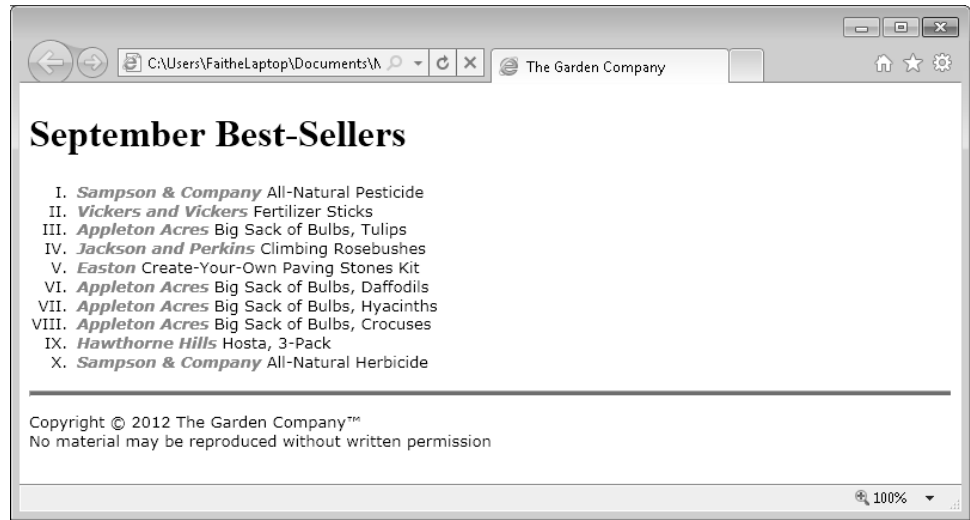 C:\Users\FaitheLaptop\Documents\
The Garden Company
September Best-Sellers
I. Sampson & Company All-Natural Pesticide
II. Vickers and Vickers Fertilizer Sticks
III. Appleton Acres Big Sack of Bulbs, Tulips
IV. Jackson and Perkins Climbing Rosebushes
V. Easton Create-Your-Own Paving Stones Kit
VI. Appleton Acres Big Sack of Bulbs, Daffodils
VII. Appleton Acres Big Sack of Bulbs, Hyacinths
VIII. Appleton Acres Big Sack of Bulbs, Crocuses
IX. Hawthorne Hills Hosta, 3-Pack
X. Sampson & Company All-Natural Herbicide
Copyright © 2012 The Garden Company™
No material may be reproduced without written permission
100%